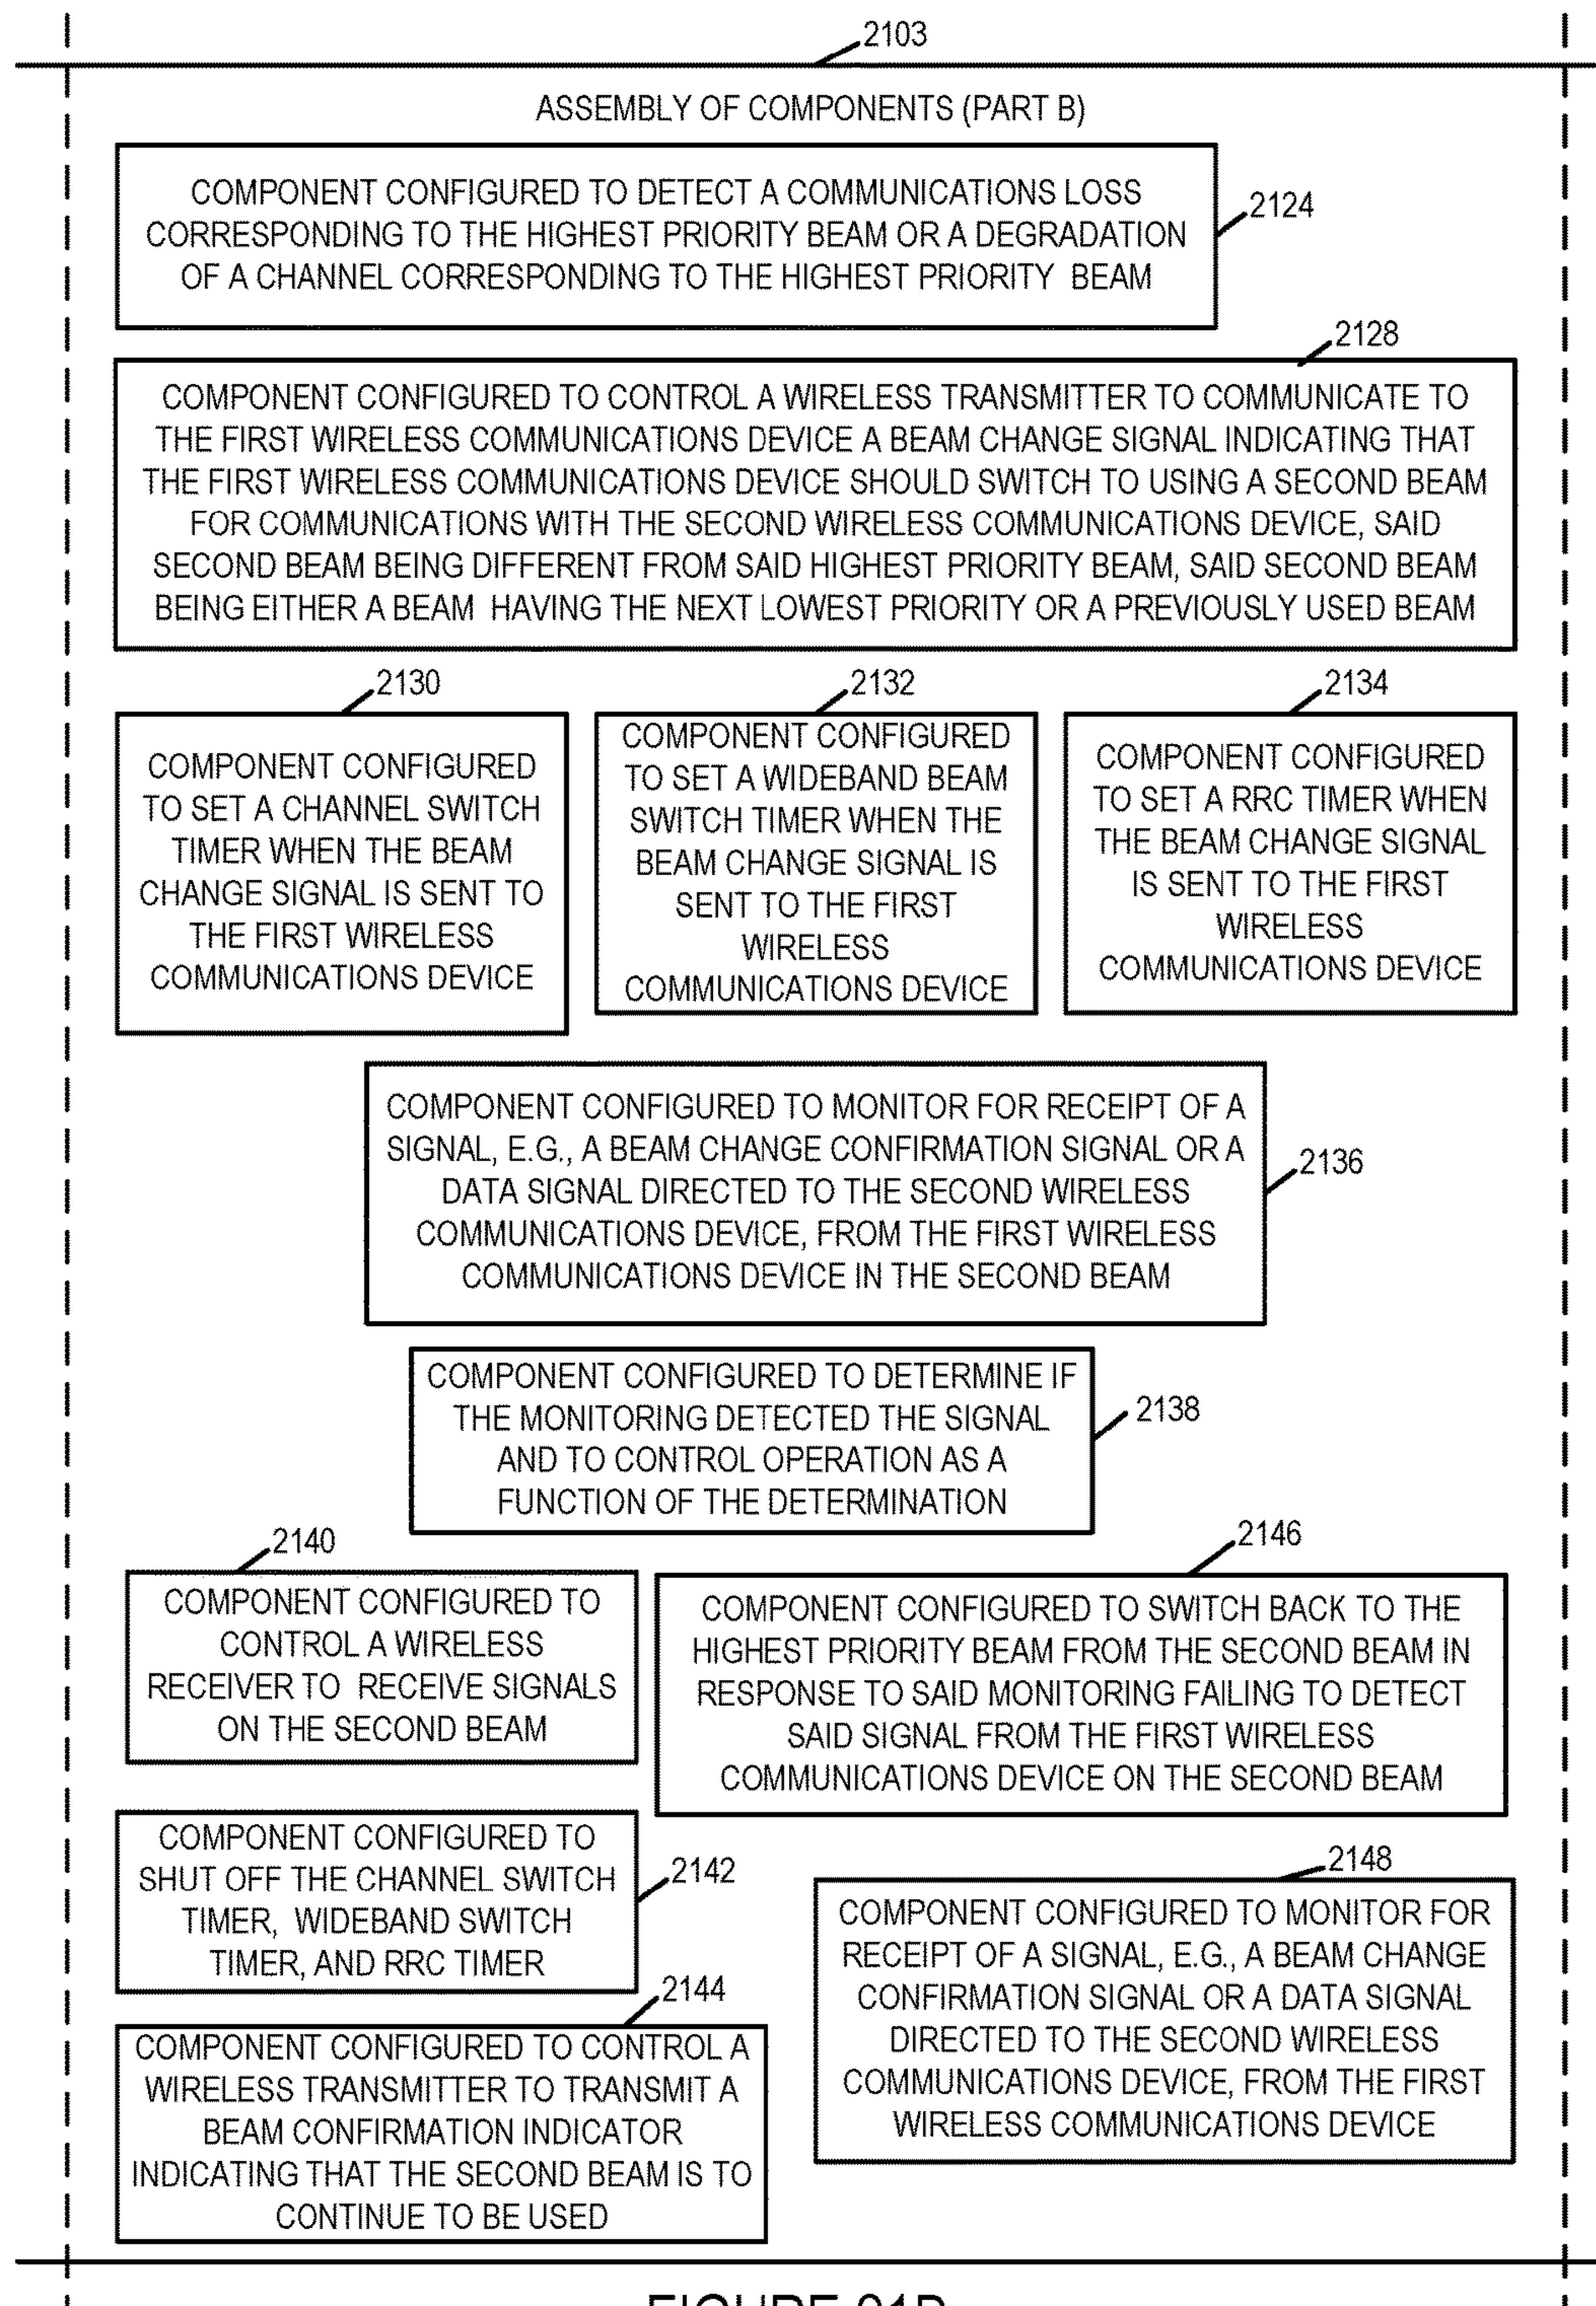 2103
ASSEMBLY OF COMPONENTS (PART B)
COMPONENT CONFIGURED TO DETECT A COMMUNICATIONS LOSS
CORRESPONDING TO THE HIGHEST PRIORITY BEAM OR A DEGRADATION
OF A CHANNEL CORRESPONDING TO THE HIGHEST PRIORITY BEAM
2124
2128
COMPONENT CONFIGURED TO CONTROL A WIRELESS TRANSMITTER TO COMMUNICATE TO
THE FIRST WIRELESS COMMUNICATIONS DEVICE A BEAM CHANGE SIGNAL INDICATING THAT
THE FIRST WIRELESS COMMUNICATIONS DEVICE SHOULD SWITCH TO USING A SECOND BEAM
FOR COMMUNICATIONS WITH THE SECOND WIRELESS COMMUNICATIONS DEVICE, SAID
SECOND BEAM BEING DIFFERENT FROM SAID HIGHEST PRIORITY BEAM, SAID SECOND BEAM
BEING EITHER A BEAM HAVING THE NEXT LOWEST PRIORITY OR A PREVIOUSLY USED BEAM
2130
COMPONENT CONFIGURED
TO SET A CHANNEL SWITCH
TIMER WHEN THE BEAM
CHANGE SIGNAL IS SENT TO
THE FIRST WIRELESS
COMMUNICATIONS DEVICE
2132
COMPONENT CONFIGURED
TO SET A WIDEBAND BEAM
SWITCH TIMER WHEN THE
BEAM CHANGE SIGNAL IS
SENT TO THE FIRST
WIRELESS
COMMUNICATIONS DEVICE
2134
COMPONENT CONFIGURED
TO SET A RRC TIMER WHEN
THE BEAM CHANGE SIGNAL
IS SENT TO THE FIRST
WIRELESS
COMMUNICATIONS DEVICE
COMPONENT CONFIGURED TO MONITOR FOR RECEIPT OF A
SIGNAL, E.G., A BEAM CHANGE CONFIRMATION SIGNAL OR A
DATA SIGNAL DIRECTED TO THE SECOND WIRELESS
COMMUNICATIONS DEVICE, FROM THE FIRST WIRELESS
COMMUNICATIONS DEVICE IN THE SECOND BEAM
2136
COMPONENT CONFIGURED TO DETERMINE IF
THE MONITORING DETECTED THE SIGNAL
AND TO CONTROL OPERATION AS A
FUNCTION OF THE DETERMINATION
2138
2140
COMPONENT CONFIGURED TO
CONTROL A WIRELESS
RECEIVER TO RECEIVE SIGNALS
ON THE SECOND BEAM
2146
COMPONENT CONFIGURED TO SWITCH BACK TO THE
HIGHEST PRIORITY BEAM FROM THE SECOND BEAM IN
RESPONSE TO SAID MONITORING FAILING TO DETECT
SAID SIGNAL FROM THE FIRST WIRELESS
COMMUNICATIONS DEVICE ON THE SECOND BEAM
COMPONENT CONFIGURED TO
SHUT OFF THE CHANNEL SWITCH
TIMER, WIDEBAND SWITCH
TIMER, AND RRC TIMER
2142
2148
COMPONENT CONFIGURED TO MONITOR FOR
RECEIPT OF A SIGNAL, E.G., A BEAM CHANGE
CONFIRMATION SIGNAL OR A DATA SIGNAL
DIRECTED TO THE SECOND WIRELESS
COMMUNICATIONS DEVICE, FROM THE FIRST
WIRELESS COMMUNICATIONS DEVICE
2144
COMPONENT CONFIGURED TO CONTROL A
WIRELESS TRANSMITTER TO TRANSMIT A
BEAM CONFIRMATION INDICATOR
INDICATING THAT THE SECOND BEAM IS TO
CONTINUE TO BE USED